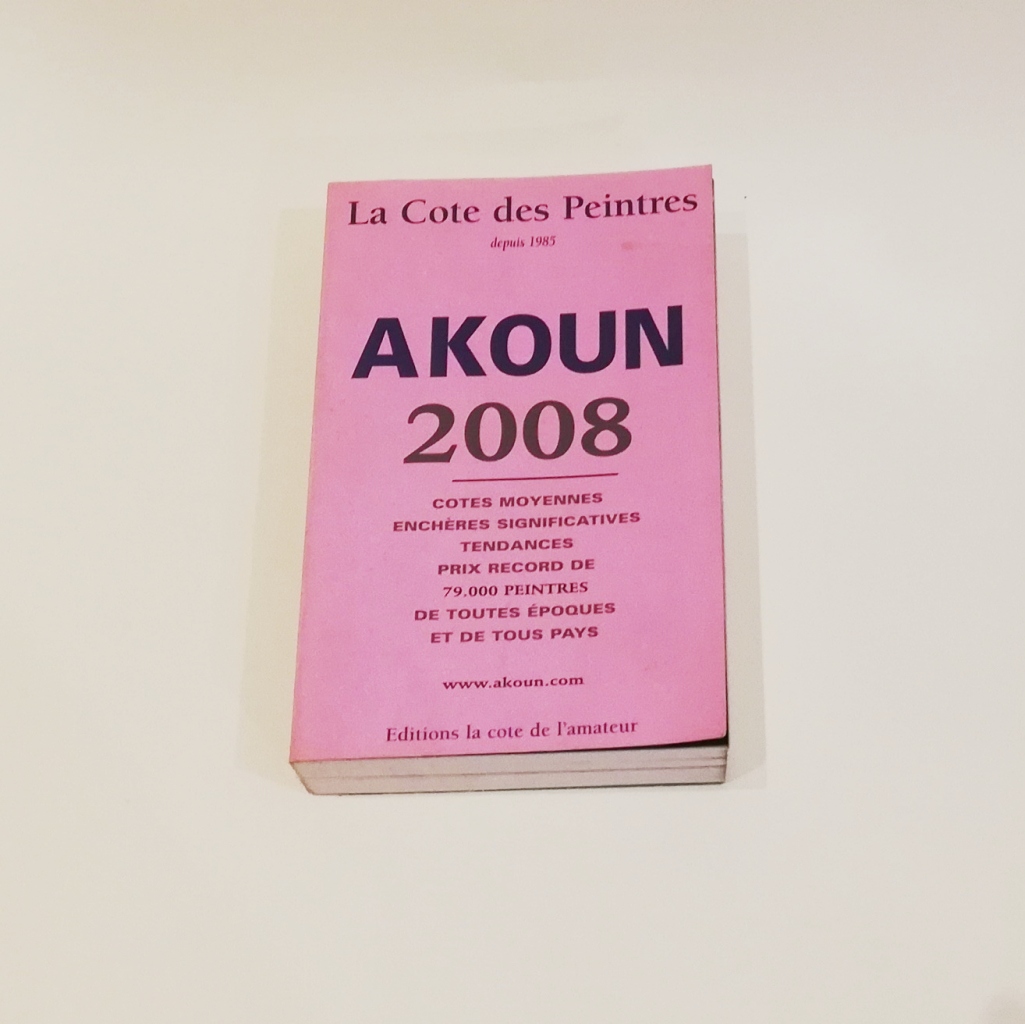 La Cote des Peintres
depuis 1985
AKOUN
2008
COTES MOYENNES
ENCHÈRES SIGNIFICATIVES
TENDANCES
PRIX RECORD DE
79.000 PEINTRES
DE TOUTES ÉPOQUES
ET DE TOUS PAYS
www.akoun.com
Editions la cote de l'amateur